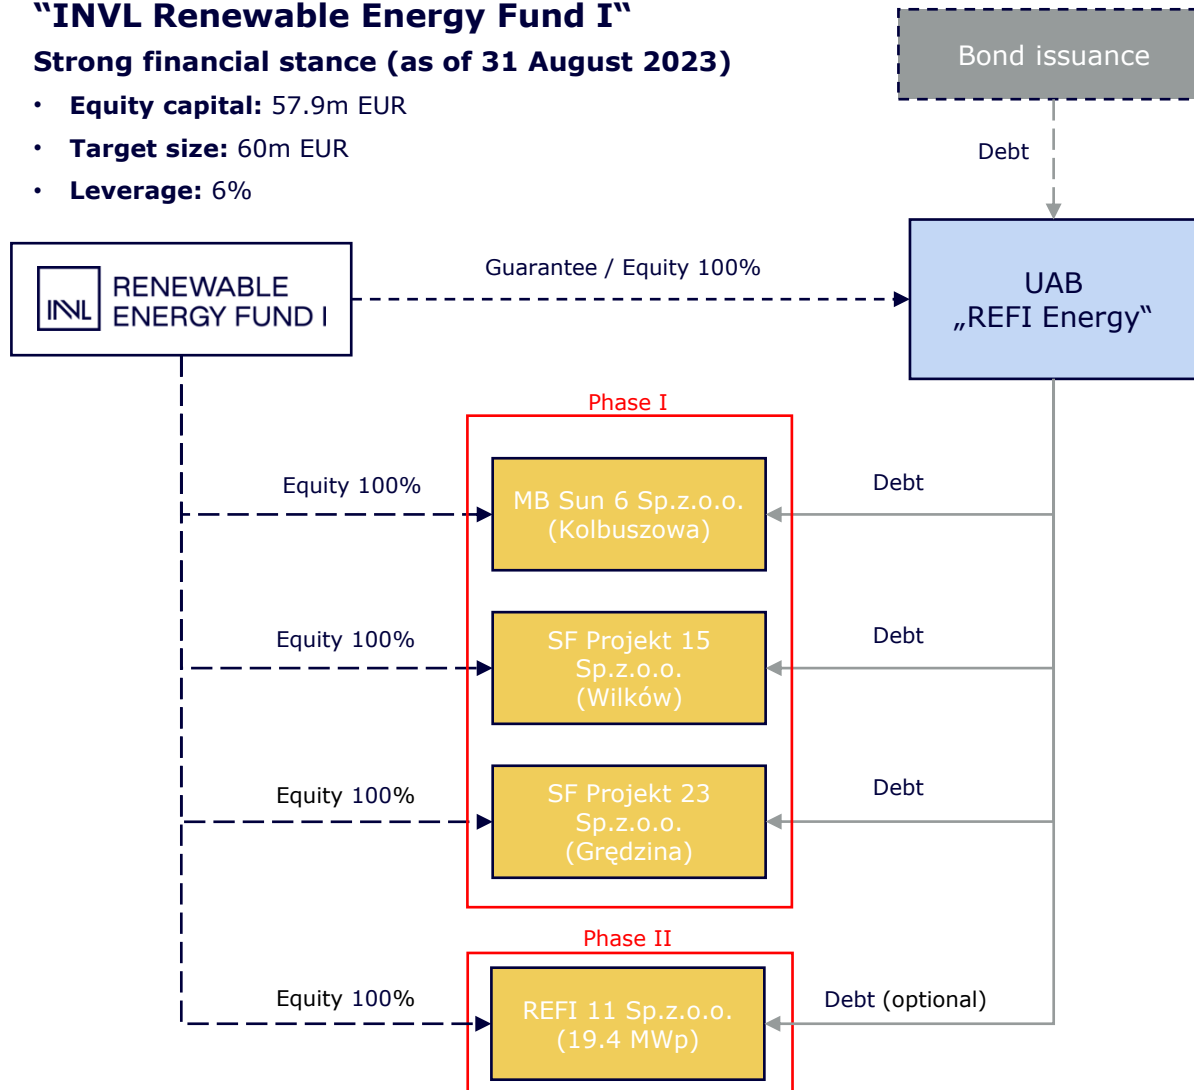 “INVL Renewable Energy Fund I“
Strong financial stance (as of 31 August 2023)
• Equity capital: 57.9m EUR
• Target size: 60m EUR
• Leverage: 6%
Bond issuance
Debt
INVL
RENEWABLE
ENERGY FUND I
Guarantee / Equity 100%
UAB
„REFI Energy“
Phase I
Equity 100%
MB Sun 6 Sp.z.o.o.
(Kolbuszowa)
Debt
Equity 100%
SF Projekt 15
Sp.z.o.o.
(Wilków)
Debt
Equity 100%
SF Projekt 23
Sp.z.o.o.
(Grędzina)
Debt
Phase II
Equity 100%
REFI 11 Sp.z.o.o.
(19.4 MWp)
Debt (optional)